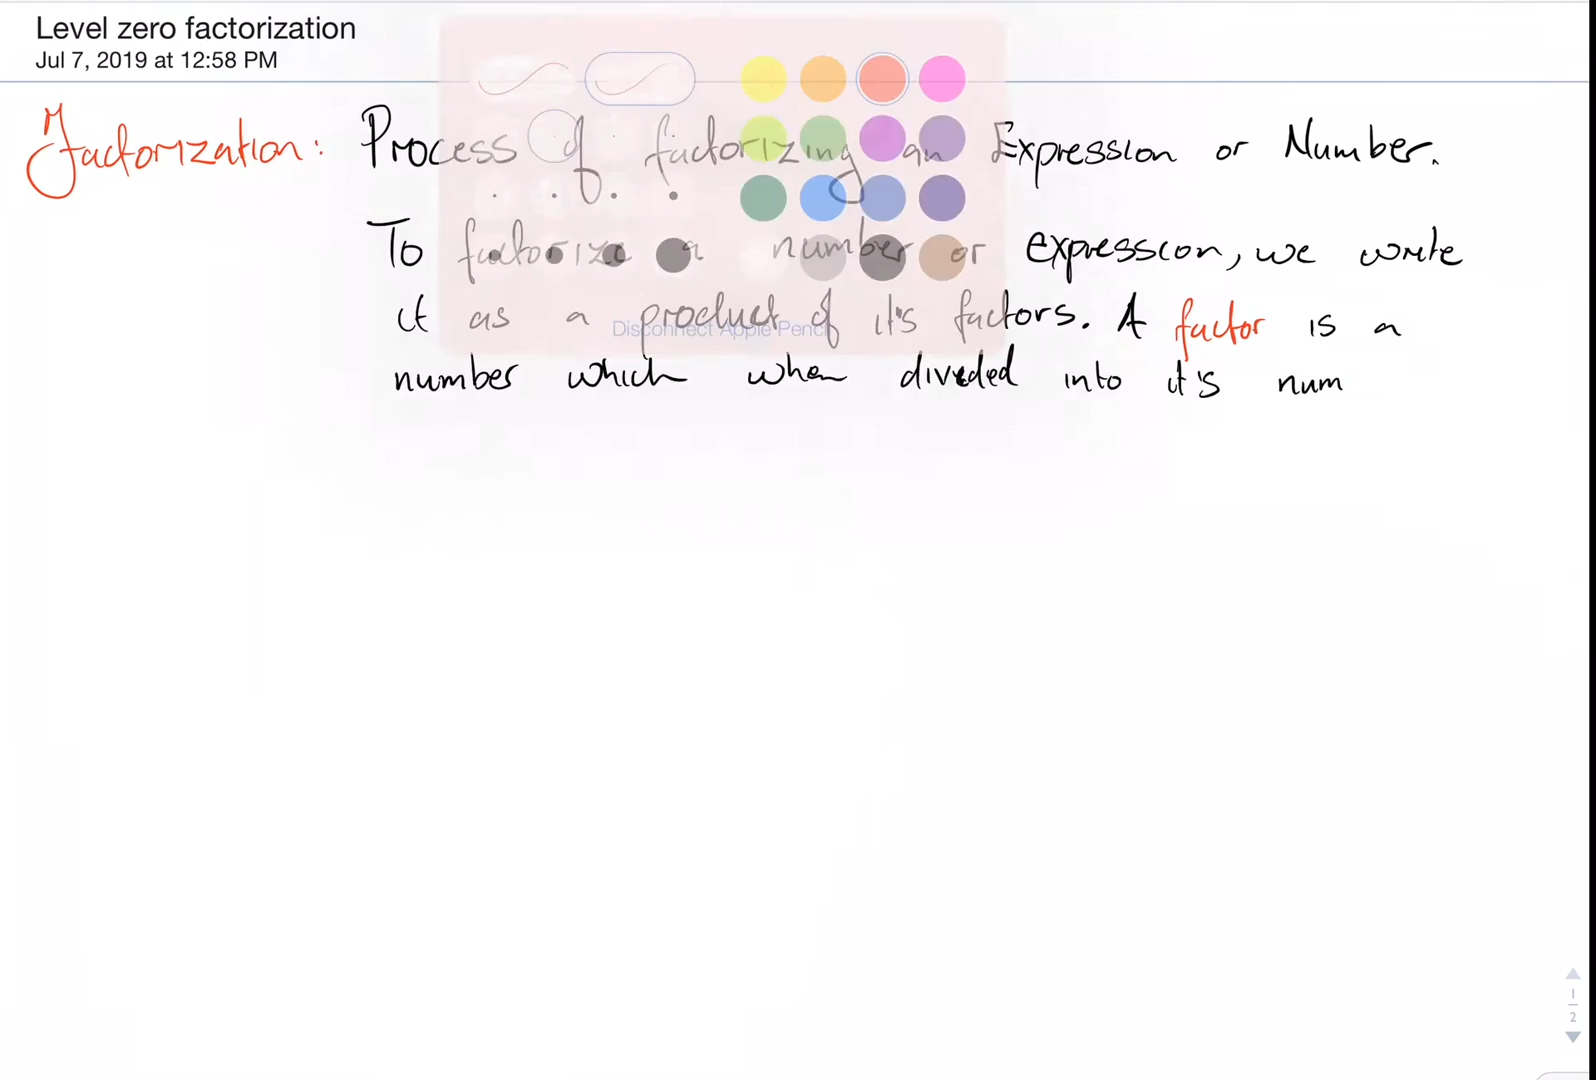 Level zero factorization
Jul 7, 2019 at 12:58 PM
Factorization: Process of factorizing an Expression or Number.
To factorize a number or expression, we write
it as a product of it's factors. A factor is a
Disconnect Apple Pencil
number which when divided into it's num
1
2